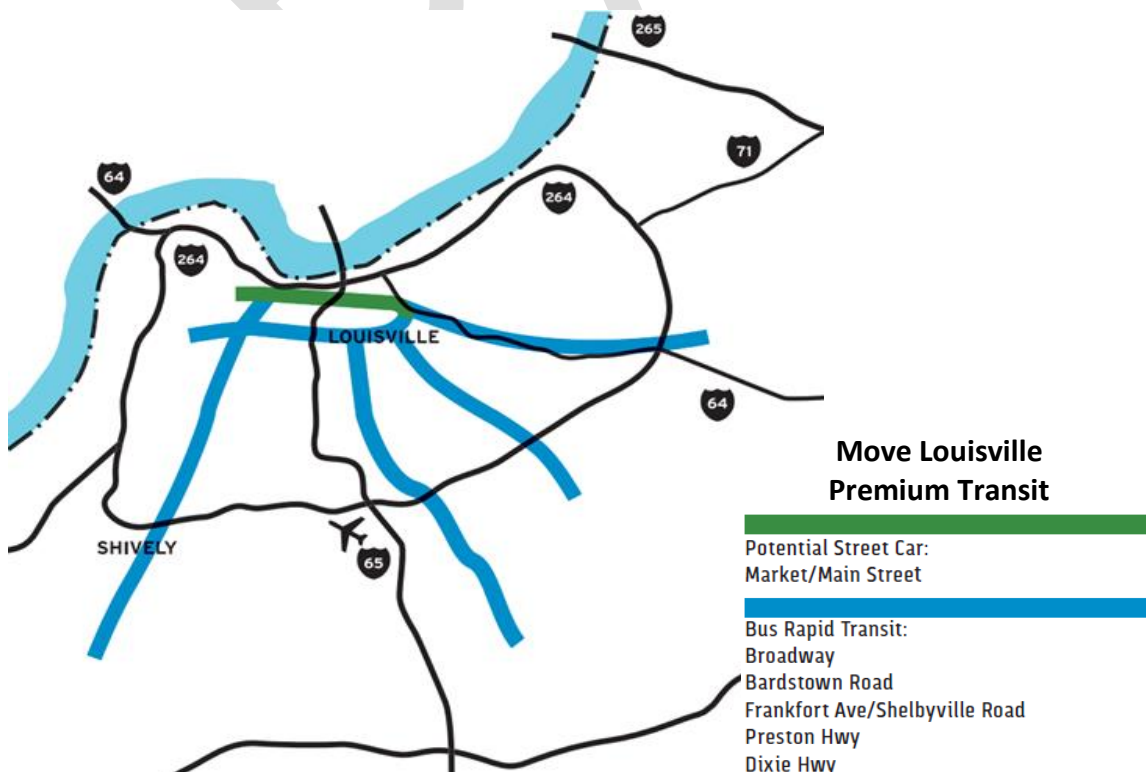 265
71
64
264
264
LOUISVILLE
64
SHIVELY
65
Move Louisville
Premium Transit
Potential Street Car:
Market/Main Street
Bus Rapid Transit:
Broadway
Bardstown Road
Frankfort Ave/Shelbyville Road
Preston Hwy
Dixie Hwy